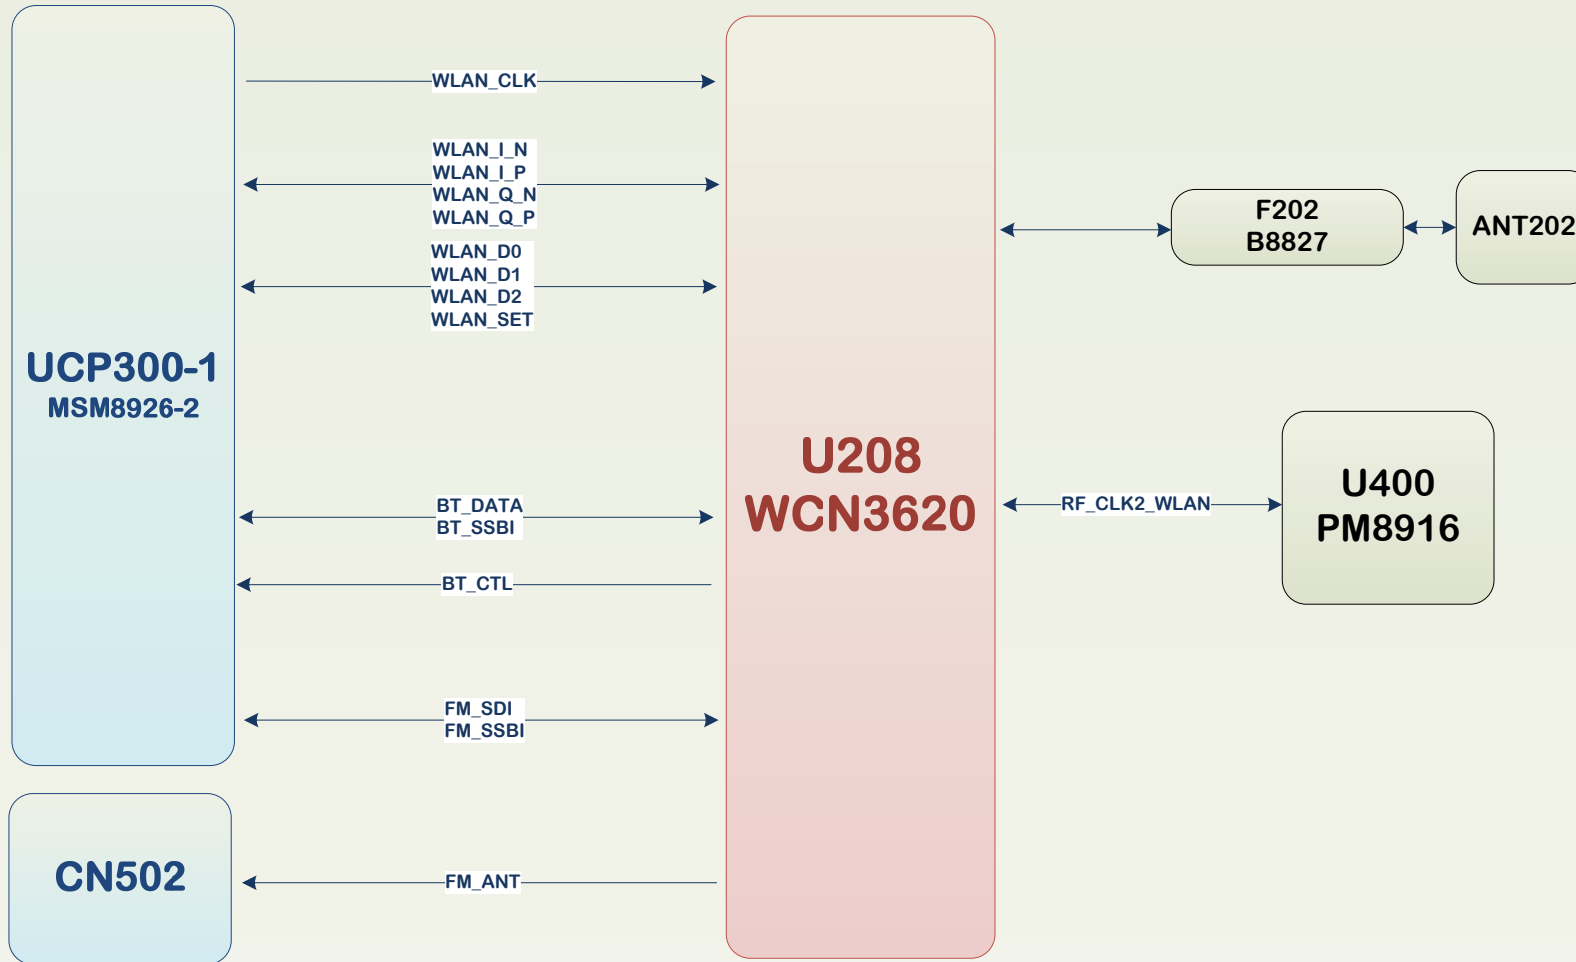 WLAN_CLK
WLAN_I_N
WLAN_I_P
WLAN_Q_N
WLAN_Q_P
WLAN_D0
WLAN_D1
WLAN_D2
WLAN_SET
UCP300-1
MSM8926-2
BT_DATA
BT_SSBI
BT_CTL
FM_SDI
FM_SSBI
CN502
FM_ANT
U208
WCN3620
F202
B8827
ANT202
RF_CLK2_WLAN
U400
PM8916